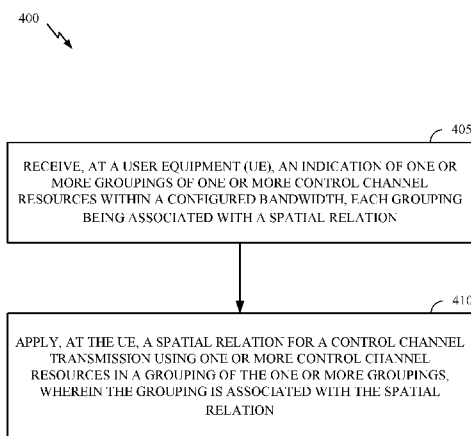 400
405
RECEIVE, AT A USER EQUIPMENT (UE), AN INDICATION OF ONE OR
MORE GROUPINGS OF ONE OR MORE CONTROL CHANNEL
RESOURCES WITHIN A CONFIGURED BANDWIDTH, EACH GROUPING
BEING ASSOCIATED WITH A SPATIAL RELATION
410
APPLY, AT THE UE, A SPATIAL RELATION FOR A CONTROL CHANNEL
TRANSMISSION USING ONE OR MORE CONTROL CHANNEL
RESOURCES IN A GROUPING OF THE ONE OR MORE GROUPINGS,
WHEREIN THE GROUPING IS ASSOCIATED WITH THE SPATIAL
RELATION